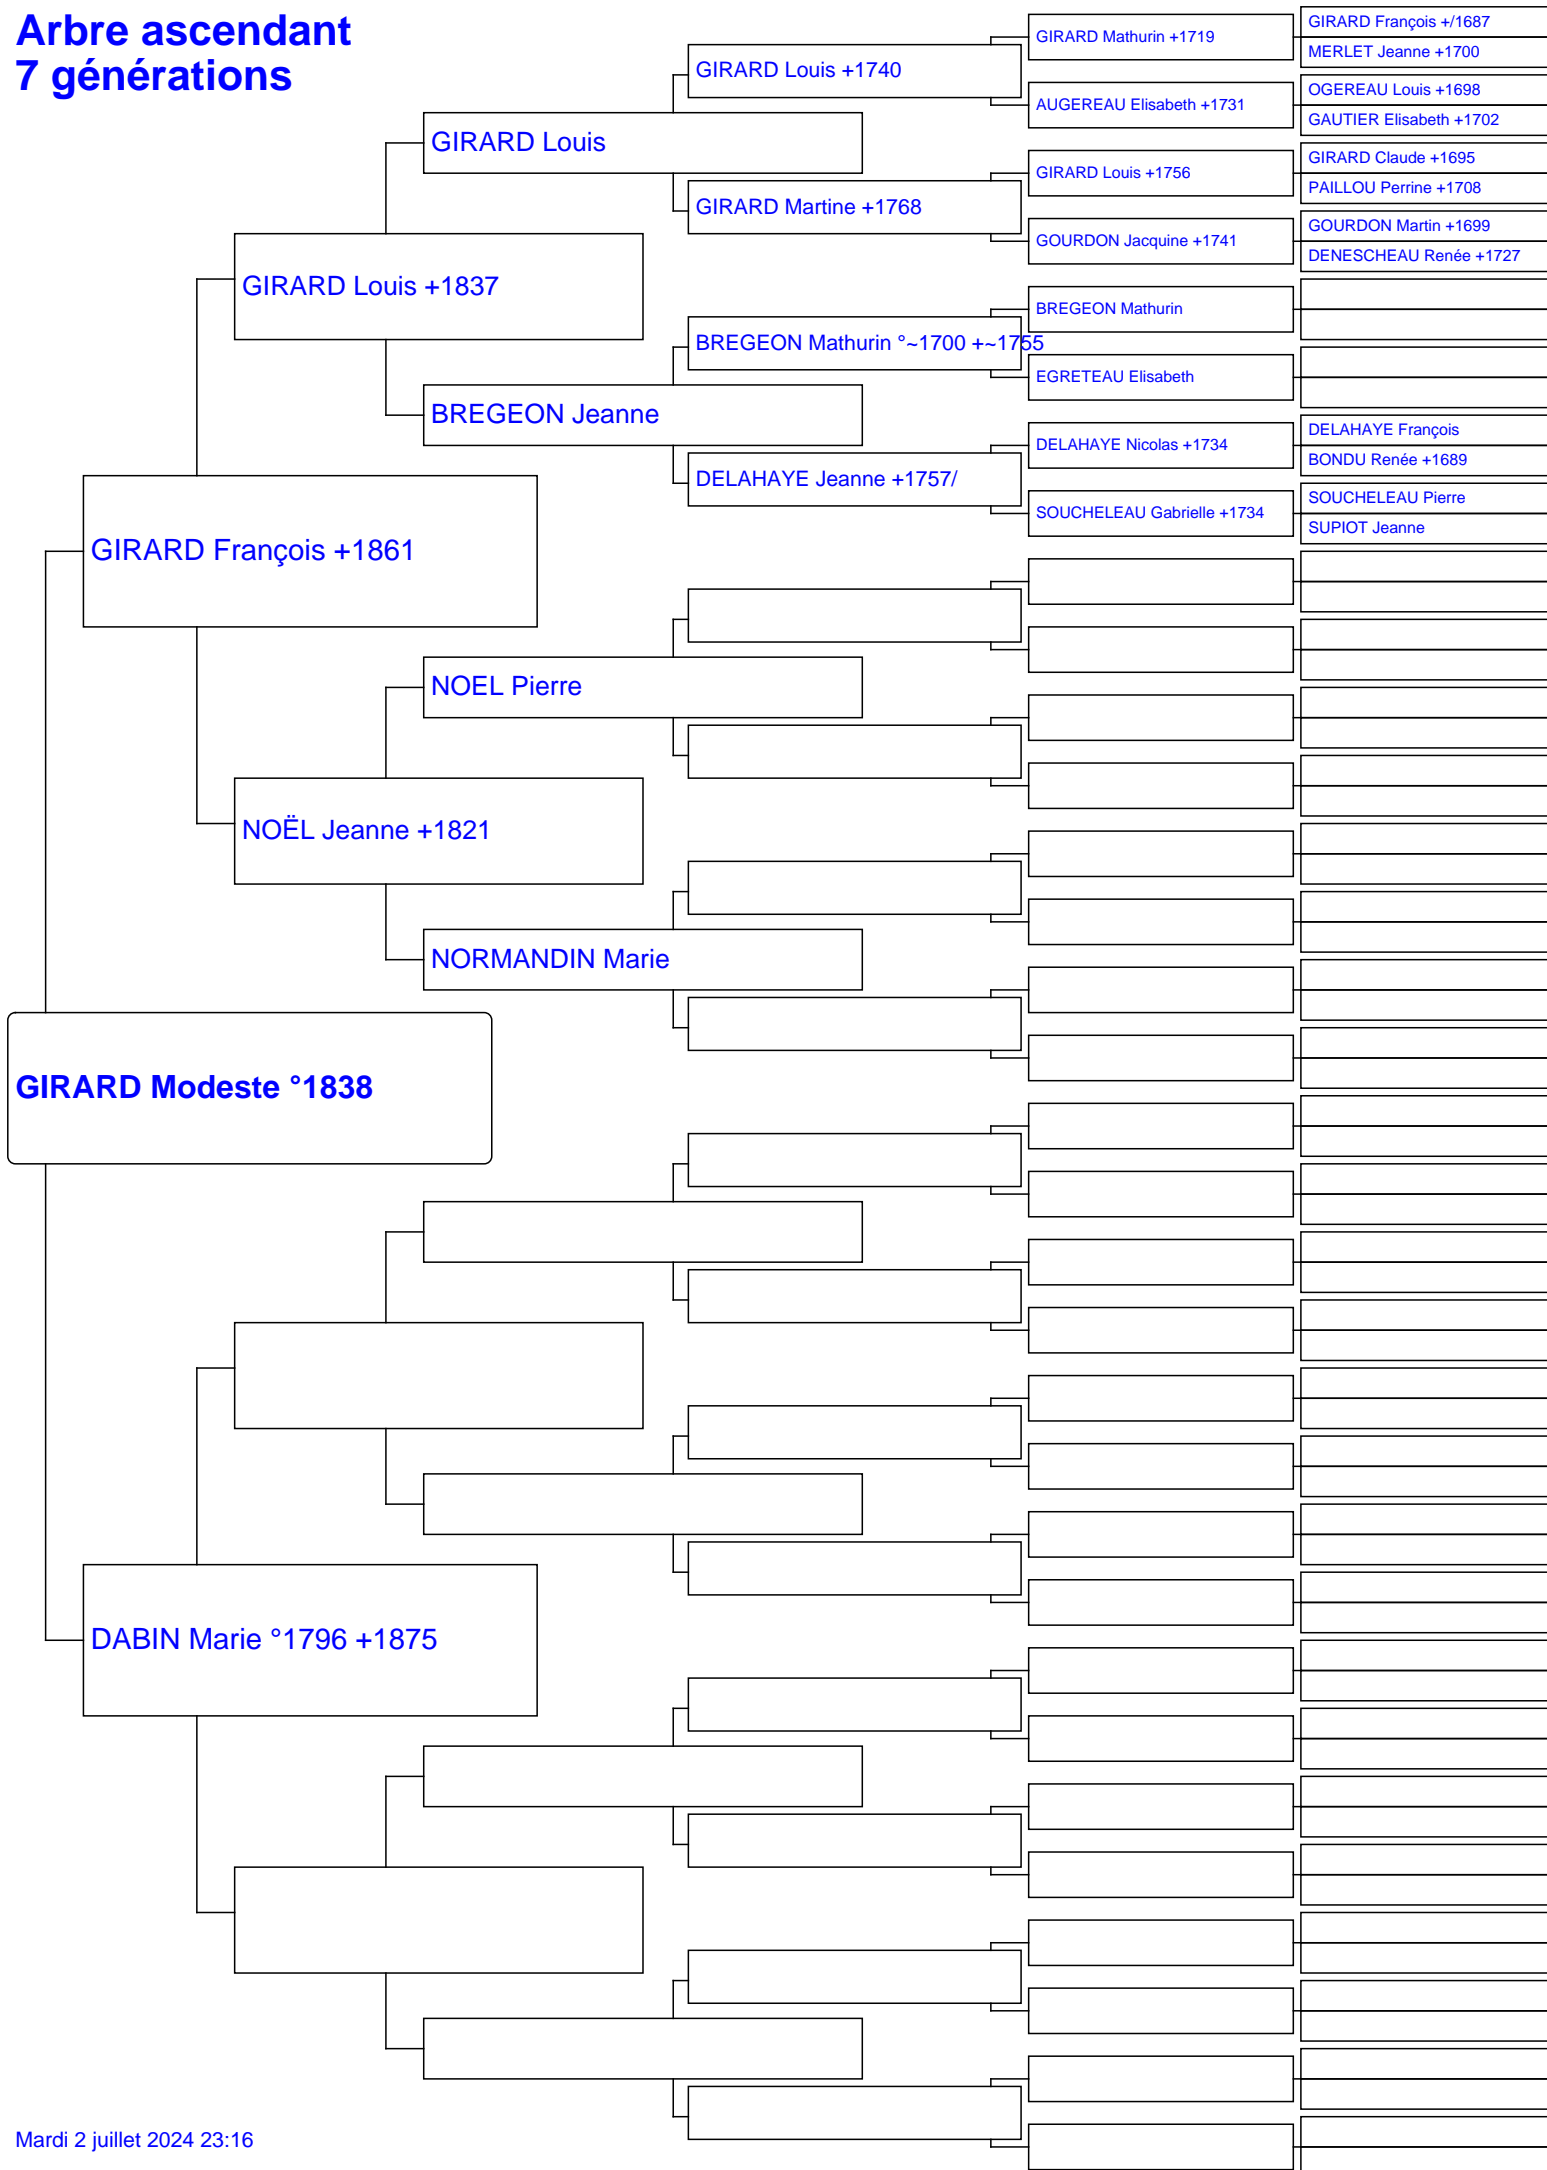 Arbre ascendant
7 générations
GIRARD François +/1687
GIRARD Mathurin +1719
MERLET Jeanne +1700
GIRARD Louis +1740
OGEREAU Louis +1698
AUGEREAU Elisabeth +1731
GAUTIER Elisabeth +1702
GIRARD Louis
GIRARD Claude +1695
GIRARD Louis +1756
PAILLOU Perrine +1708
GIRARD Martine +1768
GOURDON Martin +1699
GOURDON Jacquine +1741
DENESCHEAU Renée +1727
GIRARD Louis +1837
BREGEON Mathurin
BREGEON Mathurin °~1700 +~1755
EGRETEAU Elisabeth
BREGEON Jeanne
DELAHAYE François
DELAHAYE Nicolas +1734
BONDU Renée +1689
DELAHAYE Jeanne +1757/
SOUCHELEAU Pierre
SOUCHELEAU Gabrielle +1734
SUPIOT Jeanne
GIRARD François +1861
NOEL Pierre
NOËL Jeanne +1821
NORMANDIN Marie
GIRARD Modeste °1838
DABIN Marie °1796 +1875
Mardi 2 juillet 2024 23:16